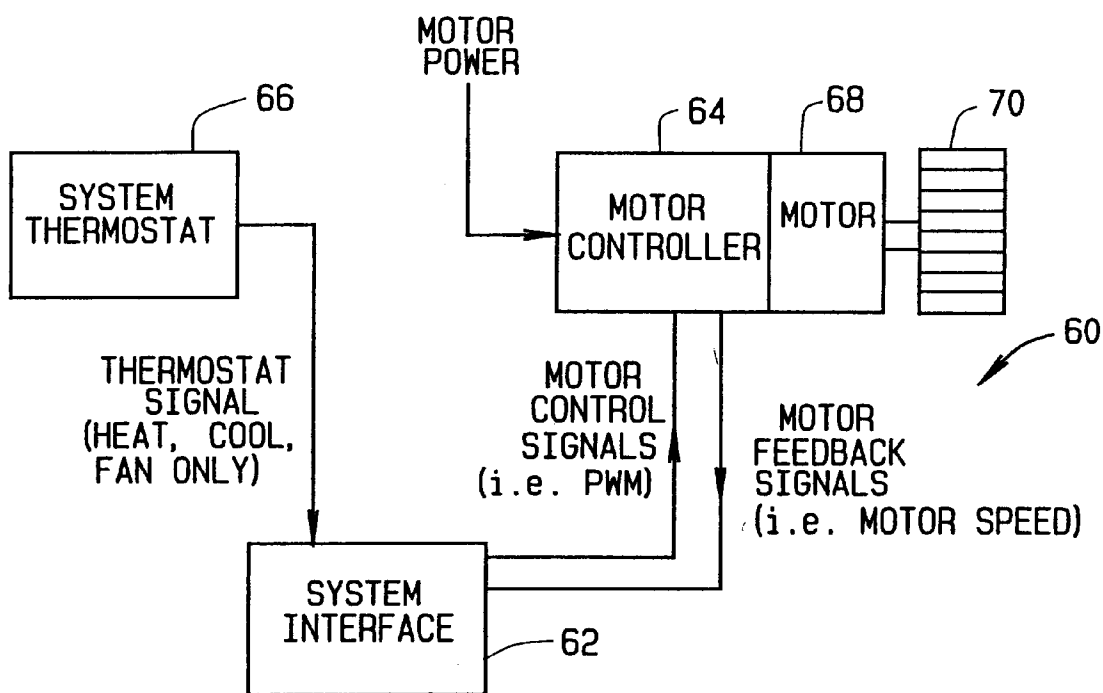 MOTOR
POWER
66
64
68
70
SYSTEM
THERMOSTAT
MOTOR
CONTROLLER
MOTOR
60
THERMOSTAT
SIGNAL
(HEAT, COOL,
FAN ONLY)
MOTOR
CONTROL
SIGNALS
(i.e. PWM)
MOTOR
FEEDBACK
SIGNALS
(i.e. MOTOR SPEED)
SYSTEM
INTERFACE
62